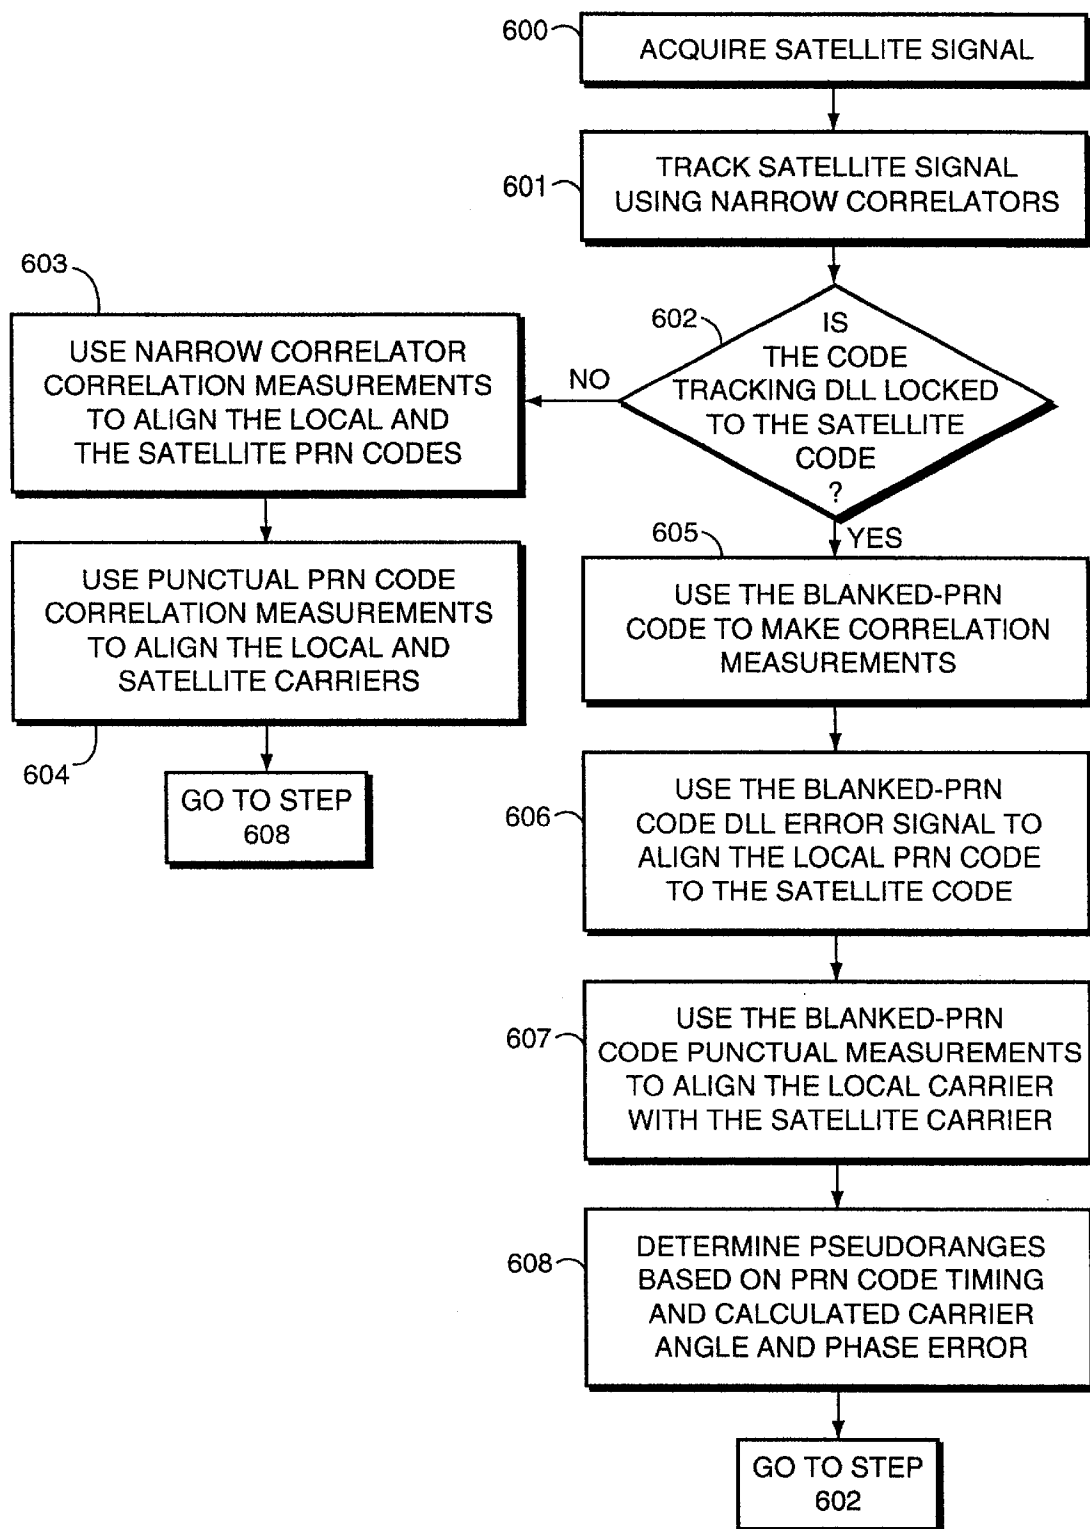 600
ACQUIRE SATELLITE SIGNAL
601
TRACK SATELLITE SIGNAL
USING NARROW CORRELATORS
602
IS
THE CODE
TRACKING DLL LOCKED
TO THE SATELLITE
CODE
?
NO
YES
603
USE NARROW CORRELATOR
CORRELATION MEASUREMENTS
TO ALIGN THE LOCAL AND
THE SATELLITE PRN CODES
604
USE PUNCTUAL PRN CODE
CORRELATION MEASUREMENTS
TO ALIGN THE LOCAL AND
SATELLITE CARRIERS
GO TO STEP
608
605
USE THE BLANKED-PRN
CODE TO MAKE CORRELATION
MEASUREMENTS
606
USE THE BLANKED-PRN
CODE DLL ERROR SIGNAL TO
ALIGN THE LOCAL PRN CODE
TO THE SATELLITE CODE
607
USE THE BLANKED-PRN
CODE PUNCTUAL MEASUREMENTS
TO ALIGN THE LOCAL CARRIER
WITH THE SATELLITE CARRIER
608
DETERMINE PSEUDORANGES
BASED ON PRN CODE TIMING
AND CALCULATED CARRIER
ANGLE AND PHASE ERROR
GO TO STEP
602